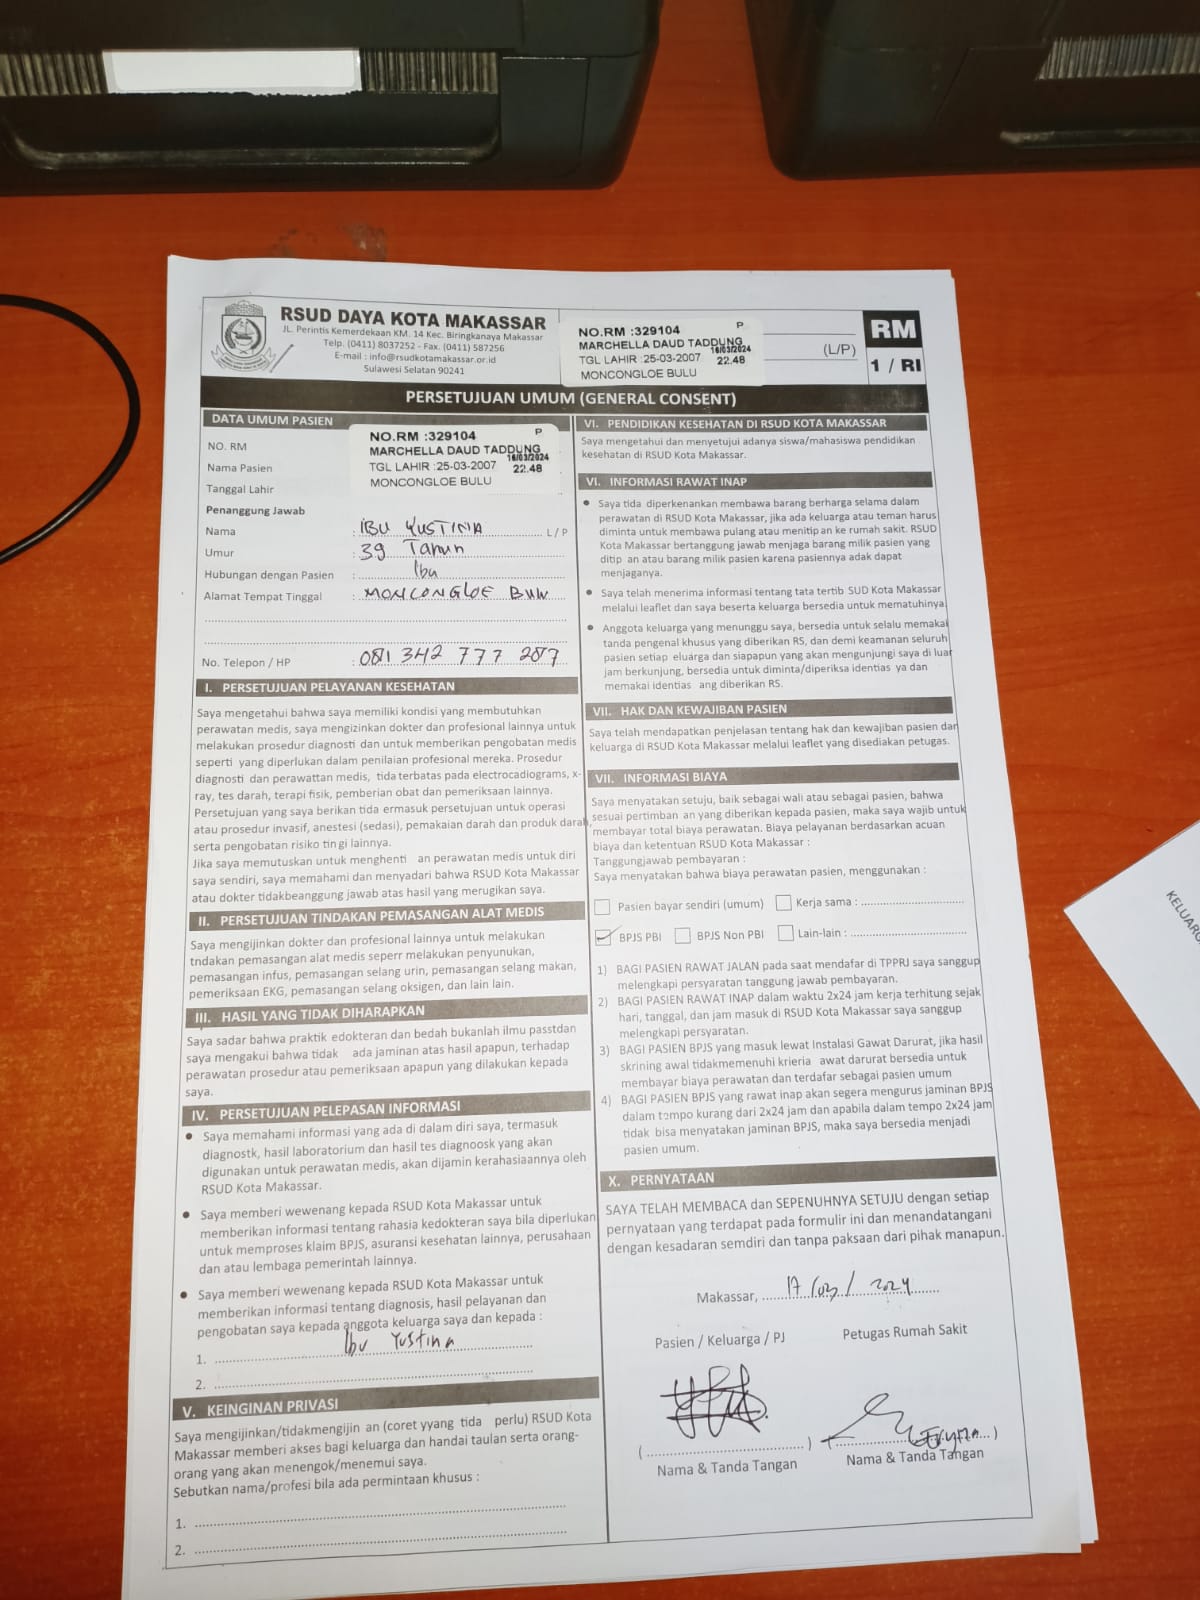 RSUD DAYA KOTA MAKASSAR
JL. Perintis Kemerdekaan KM. 14 Kec. Biringkanaya Makassar
Telp. (0411) 8037252 - Fax. (0411) 587256
E-mail : info@rsudkotamakassar.or.id
Sulawesi Selatan 90241
NO.RM :329104 P
MARCHELLA DAUD TADDUNG
16/03/2024
TGL LAHIR :25-03-2007 22.48
MONCONGLOE BULU
(L/P)
RM
1 / RI
PERSETUJUAN UMUM (GENERAL CONSENT)
DATA UMUM PASIEN
NO. RM
Nama Pasien
Tanggal Lahir
NO.RM :329104 P
MARCHELLA DAUD TADDUNG
16/03/2024
TGL LAHIR :25-03-2007 22.48
MONCONGLOE BULU
Penanggung Jawab
Nama : IBU YUSTINA L / P
Umur : 39 Tahun
Hubungan dengan Pasien : Ibu
Alamat Tempat Tinggal : MONCONGLOE BULU
No. Telepon / HP : 081 342 777 287
I. PERSETUJUAN PELAYANAN KESEHATAN
Saya mengetahui bahwa saya memiliki kondisi yang membutuhkan
perawatan medis, saya mengizinkan dokter dan profesional lainnya untuk
melakukan prosedur diagnosti dan untuk memberikan pengobatan medis
seperti yang diperlukan dalam penilaian profesional mereka. Prosedur
diagnosti dan perawattan medis, tida terbatas pada electrocadiograms, x-
ray, tes darah, terapi fisik, pemberian obat dan pemeriksaan lainnya.
Persetujuan yang saya berikan tida ermasuk persetujuan untuk operasi
atau prosedur invasif, anestesi (sedasi), pemakaian darah dan produk darah,
serta pengobatan risiko tin gi lainnya.
Jika saya memutuskan untuk menghenti an perawatan medis untuk diri
saya sendiri, saya memahami dan menyadari bahwa RSUD Kota Makassar
atau dokter tidakbeanggung jawab atas hasil yang merugikan saya.
II. PERSETUJUAN TINDAKAN PEMASANGAN ALAT MEDIS
Saya mengijinkan dokter dan profesional lainnya untuk melakukan
tndakan pemasangan alat medis seperr melakukan penyunukan,
pemasangan infus, pemasangan selang urin, pemasangan selang makan,
pemeriksaan EKG, pemasangan selang oksigen, dan lain lain.
III. HASIL YANG TIDAK DIHARAPKAN
Saya sadar bahwa praktik edokteran dan bedah bukanlah ilmu passtdan
saya mengakui bahwa tidak ada jaminan atas hasil apapun, terhadap
perawatan prosedur atau pemeriksaan apapun yang dilakukan kepada
saya.
IV. PERSETUJUAN PELEPASAN INFORMASI
• Saya memahami informasi yang ada di dalam diri saya, termasuk
diagnostk, hasil laboratorium dan hasil tes diagnoosk yang akan
digunakan untuk perawatan medis, akan dijamin kerahasiaannya oleh
RSUD Kota Makassar.
• Saya memberi wewenang kepada RSUD Kota Makassar untuk
memberikan informasi tentang rahasia kedokteran saya bila diperlukan
untuk memproses klaim BPJS, asuransi kesehatan lainnya, perusahaan
dan atau lembaga pemerintah lainnya.
• Saya memberi wewenang kepada RSUD Kota Makassar untuk
memberikan informasi tentang diagnosis, hasil pelayanan dan
pengobatan saya kepada anggota keluarga saya dan kepada :
1. Ibu Yustina
2.
V. KEINGINAN PRIVASI
Saya mengijinkan/tidakmengijin an (coret yyang tida perlu) RSUD Kota
Makassar memberi akses bagi keluarga dan handai taulan serta orang-
orang yang akan menengok/menemui saya.
Sebutkan nama/profesi bila ada permintaan khusus :
1.
2.
VI. PENDIDIKAN KESEHATAN DI RSUD KOTA MAKASSAR
Saya mengetahui dan menyetujui adanya siswa/mahasiswa pendidikan
kesehatan di RSUD Kota Makassar.
VI. INFORMASI RAWAT INAP
• Saya tida diperkenankan membawa barang berharga selama dalam
perawatan di RSUD Kota Makassar, jika ada keluarga atau teman harus
diminta untuk membawa pulang atau menitip an ke rumah sakit. RSUD
Kota Makassar bertanggung jawab menjaga barang milik pasien yang
ditip an atau barang milik pasien karena pasiennya adak dapat
menjaganya.
• Saya telah menerima informasi tentang tata tertib SUD Kota Makassar
melalui leaflet dan saya beserta keluarga bersedia untuk mematuhinya.
• Anggota keluarga yang menunggu saya, bersedia untuk selalu memakai
tanda pengenal khusus yang diberikan RS, dan demi keamanan seluruh
pasien setiap eluarga dan siapapun yang akan mengunjungi saya di luar
jam berkunjung, bersedia untuk diminta/diperiksa identias ya dan
memakai identias ang diberikan RS.
VII. HAK DAN KEWAJIBAN PASIEN
Saya telah mendapatkan penjelasan tentang hak dan kewajiban pasien dan
keluarga di RSUD Kota Makassar melalui leaflet yang disediakan petugas.
VII. INFORMASI BIAYA
Saya menyatakan setuju, baik sebagai wali atau sebagai pasien, bahwa
sesuai pertimban an yang diberikan kepada pasien, maka saya wajib untuk
membayar total biaya perawatan. Biaya pelayanan berdasarkan acuan
biaya dan ketentuan RSUD Kota Makassar :
Tanggungjawab pembayaran :
Saya menyatakan bahwa biaya perawatan pasien, menggunakan :
Pasien bayar sendiri (umum) Kerja sama :
BPJS PBI BPJS Non PBI Lain-lain :
1) BAGI PASIEN RAWAT JALAN pada saat mendafar di TPPRJ saya sanggup
melengkapi persyaratan tanggung jawab pembayaran.
2) BAGI PASIEN RAWAT INAP dalam waktu 2x24 jam kerja terhitung sejak
hari, tanggal, dan jam masuk di RSUD Kota Makassar saya sanggup
melengkapi persyaratan.
3) BAGI PASIEN BPJS yang masuk lewat Instalasi Gawat Darurat, jika hasil
skrining awal tidakmemenuhi krieria awat darurat bersedia untuk
membayar biaya perawatan dan terdafar sebagai pasien umum
4) BAGI PASIEN BPJS yang rawat inap akan segera mengurus jaminan BPJS
dalam tempo kurang dari 2x24 jam dan apabila dalam tempo 2x24 jam
tidak bisa menyatakan jaminan BPJS, maka saya bersedia menjadi
pasien umum.
X. PERNYATAAN
SAYA TELAH MEMBACA dan SEPENUHNYA SETUJU dengan setiap
pernyataan yang terdapat pada formulir ini dan menandatangani
dengan kesadaran semdiri dan tanpa paksaan dari pihak manapun.
Makassar, 17/03/2024
Pasien / Keluarga / PJ Petugas Rumah Sakit
Nama & Tanda Tangan Nama & Tanda Tangan